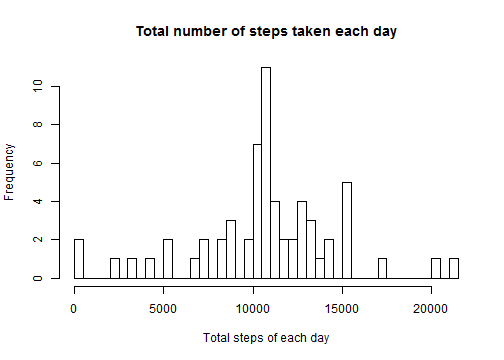 Total number of steps taken each day
Frequency
10
8
6
4
2
0
0 5000 10000 15000 20000
Total steps of each day